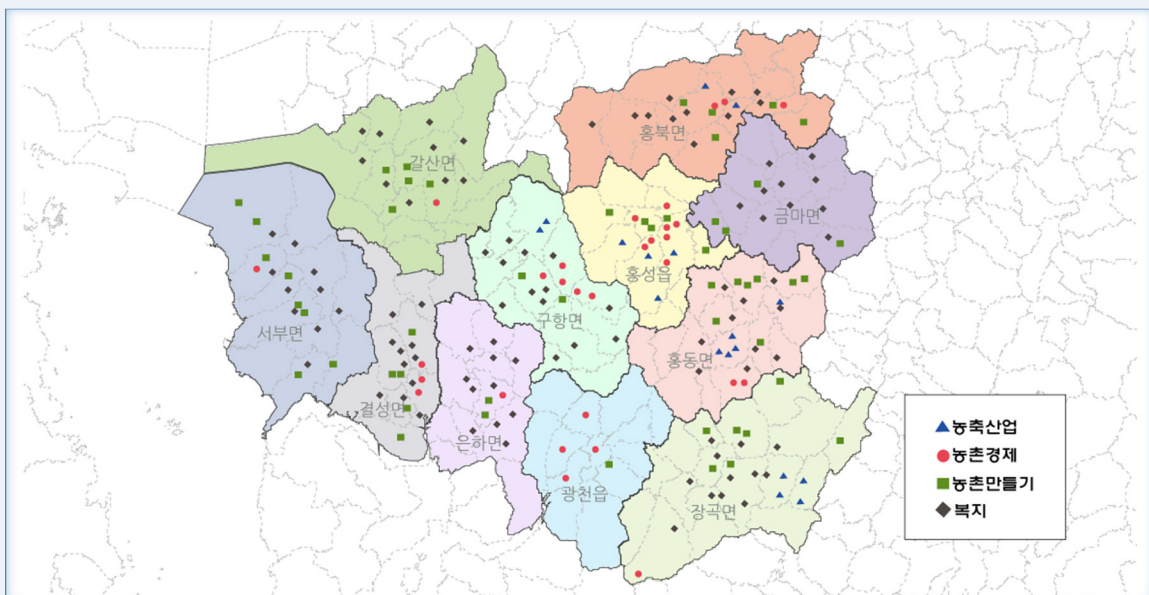 홍북면
갈산면
금마면
홍성읍
구항면
서부면
홍동면
결성면
은하면
광천읍
장곡면
농축산업
농촌경제
농촌만들기
복지